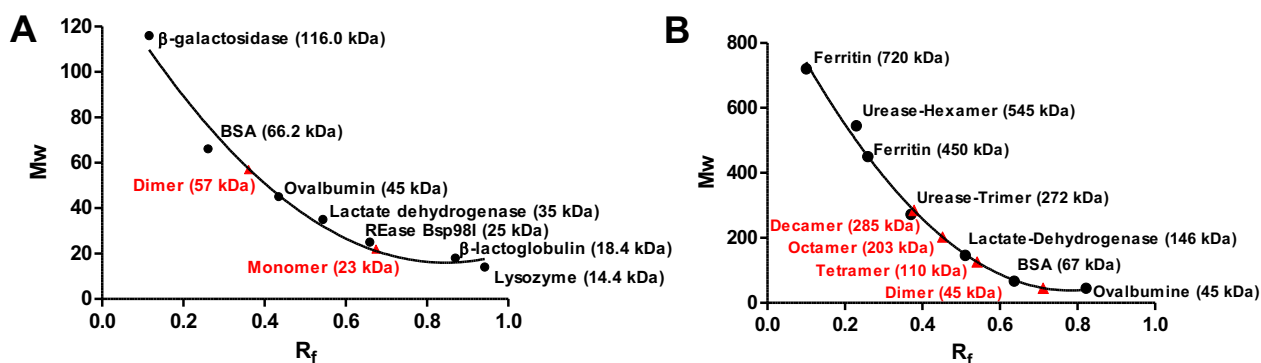 A
Mw
120
100
80
60
40
20
0
β-galactosidase (116.0 kDa)
BSA (66.2 kDa)
Dimer (57 kDa)
Ovalbumin (45 kDa)
Lactate dehydrogenase (35 kDa)
REase Bsp98I (25 kDa)
β-lactoglobulin (18.4 kDa)
Monomer (23 kDa)
Lysozyme (14.4 kDa)
0.0 0.2 0.4 0.6 0.8 1.0
Rf
B
Mw
800
600
400
200
0
Ferritin (720 kDa)
Urease-Hexamer (545 kDa)
Ferritin (450 kDa)
Urease-Trimer (272 kDa)
Decamer (285 kDa)
Octamer (203 kDa)
Lactate-Dehydrogenase (146 kDa)
Tetramer (110 kDa)
BSA (67 kDa)
Dimer (45 kDa)
Ovalbumine (45 kDa)
0.0 0.2 0.4 0.6 0.8 1.0
Rf